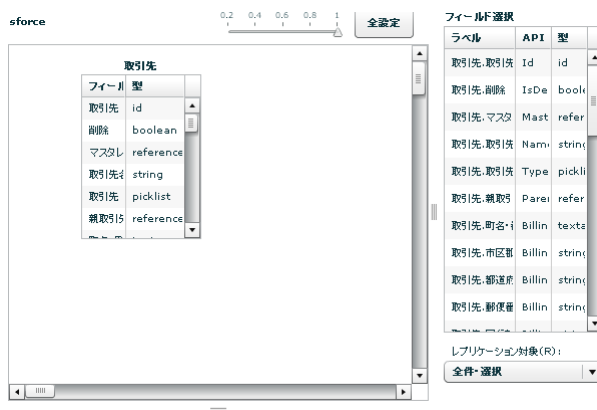 sforce
0.2 0.4 0.6 0.8 1
全設定
取引先
フィール 型
取引先 id
削除 boolean
マスタレ reference
取引先名 string
取引先 picklist
親取引先 reference
フィールド選択
ラベル API 型
取引先.取引先 Id id
取引先.削除 IsDe boole
取引先.マスタ Mast refer
取引先.取引先 Name string
取引先.取引先 Type pickli
取引先.親取引 Paren refer
取引先.町名・ Billin texta
取引先.市区郡 Billin string
取引先.都道府 Billin string
取引先.郵便番 Billin string
レプリケーション対象(R):
全件・選択